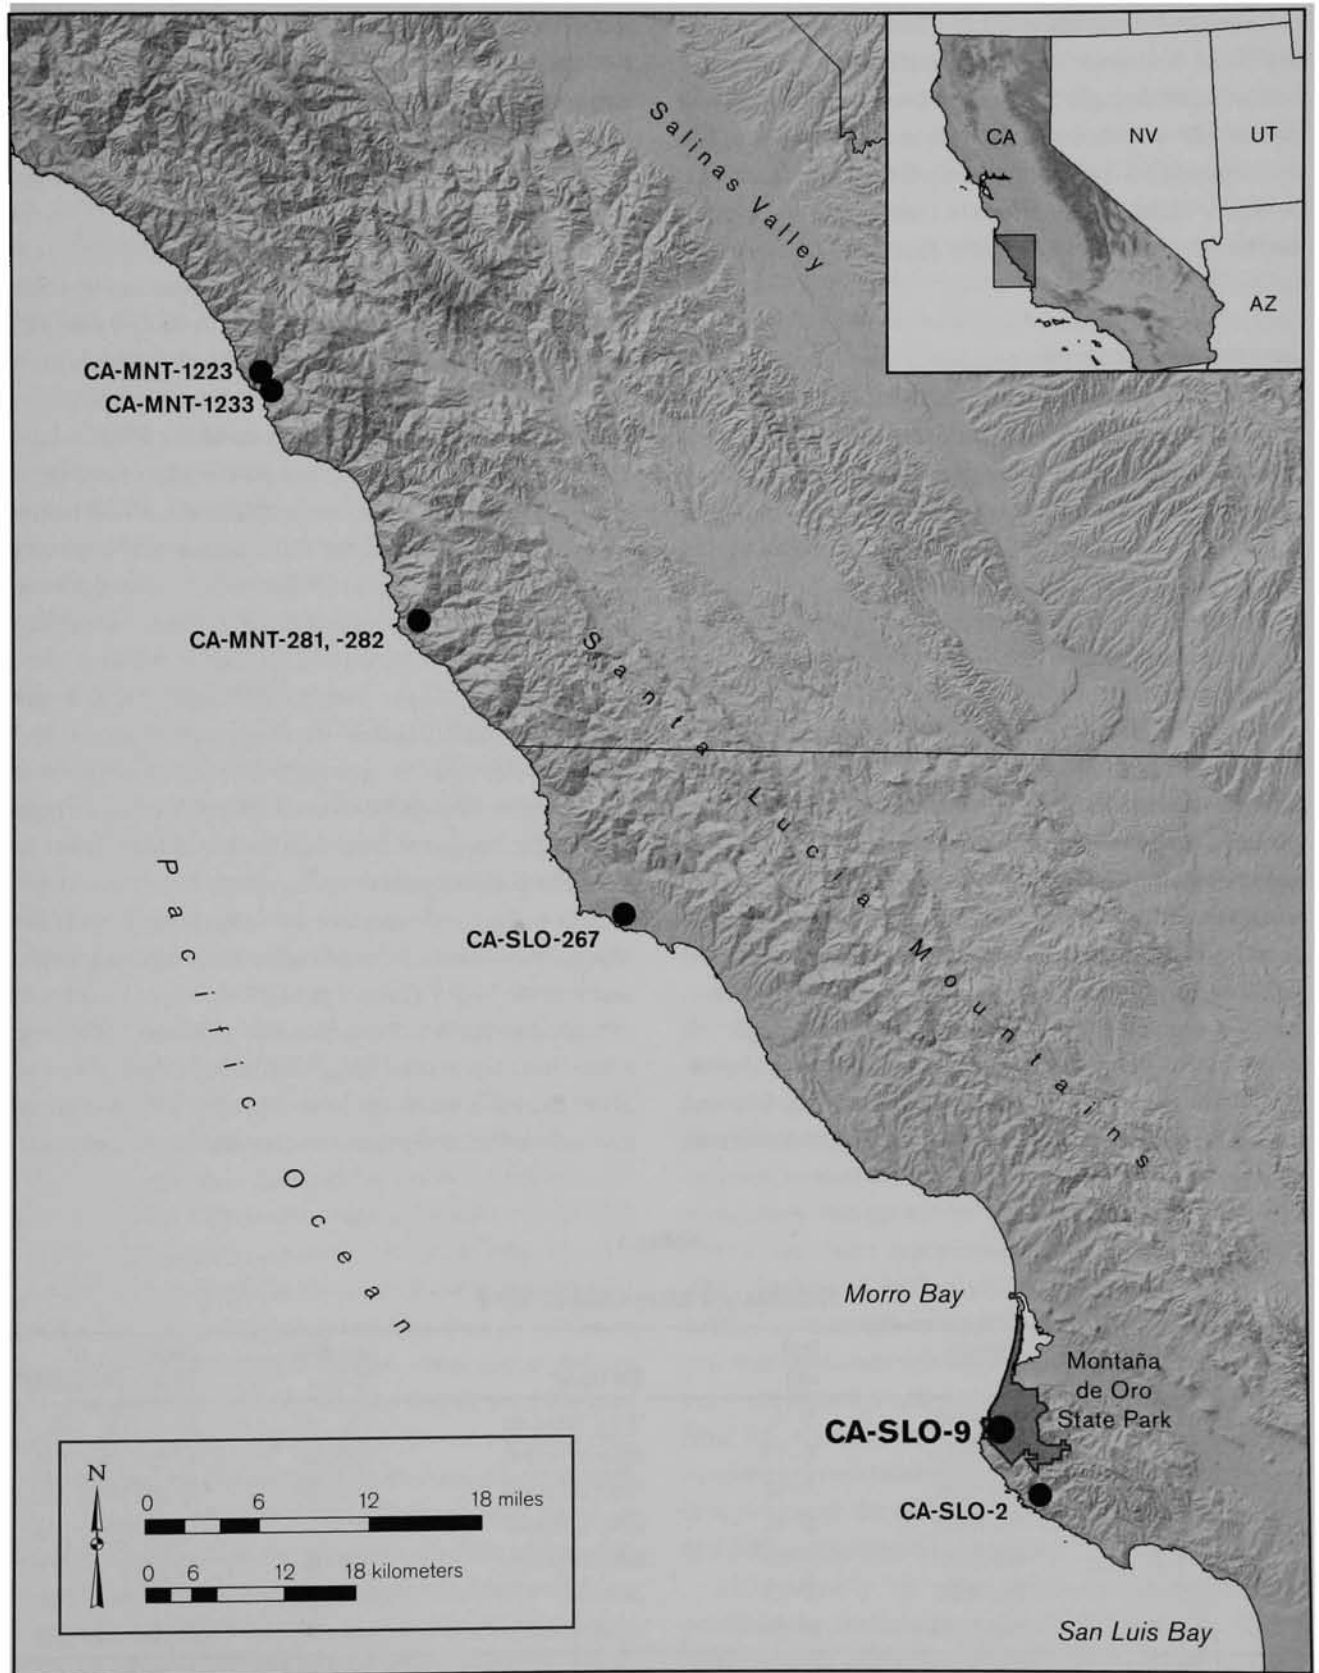 Salinas Valley
CA
NV
UT
AZ
CA-MNT-1223
CA-MNT-1233
CA-MNT-281, -282
Santa Lucia Mountains
CA-SLO-267
Pacific Ocean
Morro Bay
Montaña
de Oro
State Park
CA-SLO-9
CA-SLO-2
N
0 6 12 18 miles
0 6 12 18 kilometers
San Luis Bay